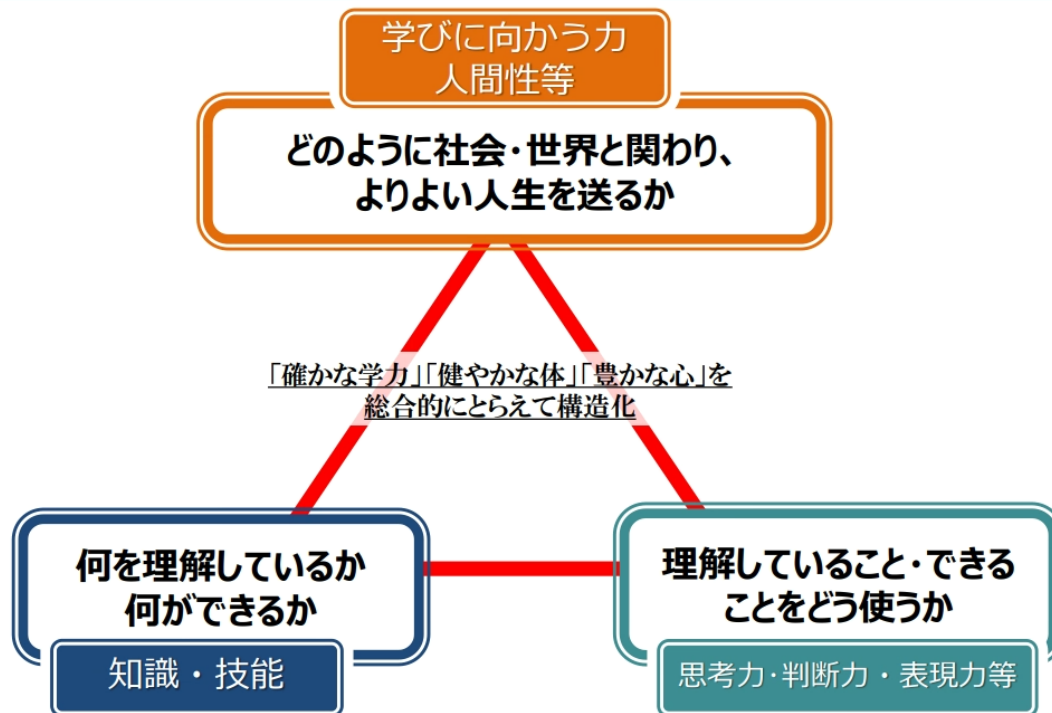 学びに向かう力
人間性等
どのように社会・世界と関わり、
よりよい人生を送るか
「確かな学力」「健やかな体」「豊かな心」を
総合的にとらえて構造化
何を理解しているか
何ができるか
知識・技能
理解していること・できる
ことをどう使うか
思考力・判断力・表現力等